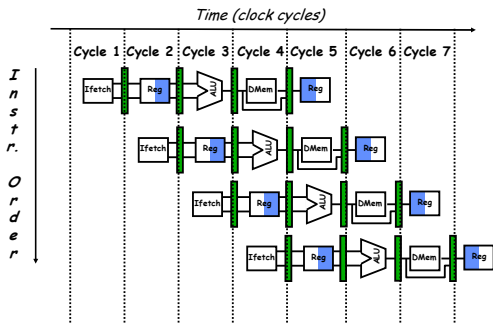 Time (clock cycles)
Cycle 1 Cycle 2 Cycle 3 Cycle 4 Cycle 5 Cycle 6 Cycle 7
Instr.
Order
Ifetch Reg ALU DMem Reg
Ifetch Reg ALU DMem Reg
Ifetch Reg ALU DMem Reg
Ifetch Reg ALU DMem Reg